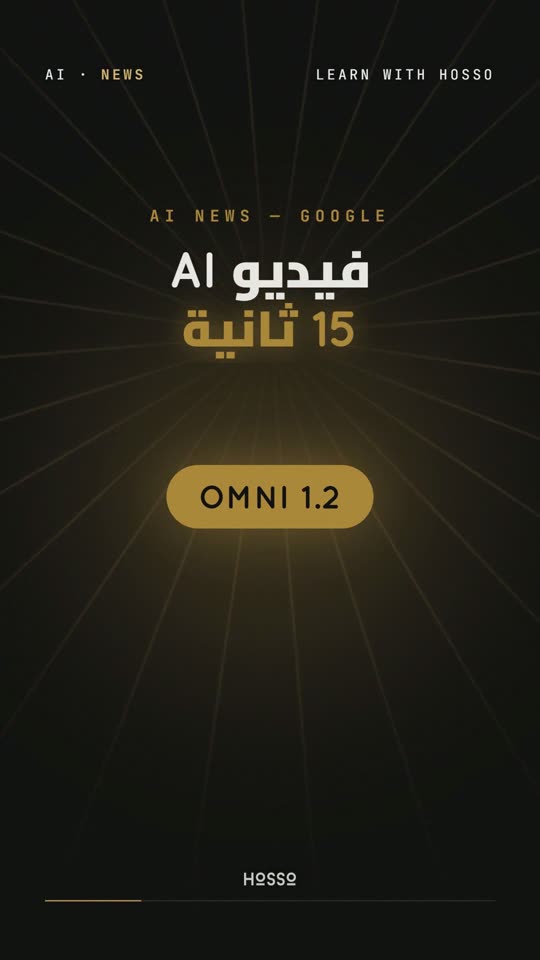 AI · NEWS
LEARN WITH HOSSO
AI NEWS — GOOGLE
فيديو AI
15 ثانية
OMNI 1.2
HOSSO